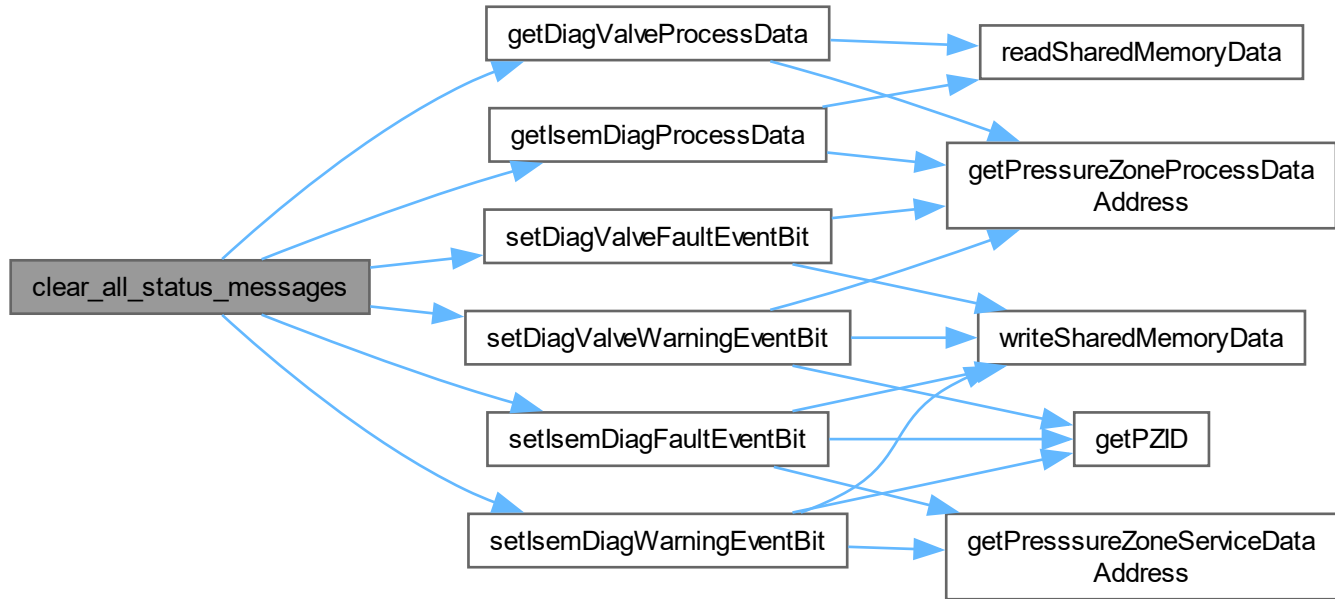 clear_all_status_messages
getDiagValveProcessData
getIsemDiagProcessData
setDiagValveFaultEventBit
setDiagValveWarningEventBit
setIsemDiagFaultEventBit
setIsemDiagWarningEventBit
readSharedMemoryData
getPressureZoneProcessData
Address
writeSharedMemoryData
getPZID
getPresssureZoneServiceData
Address